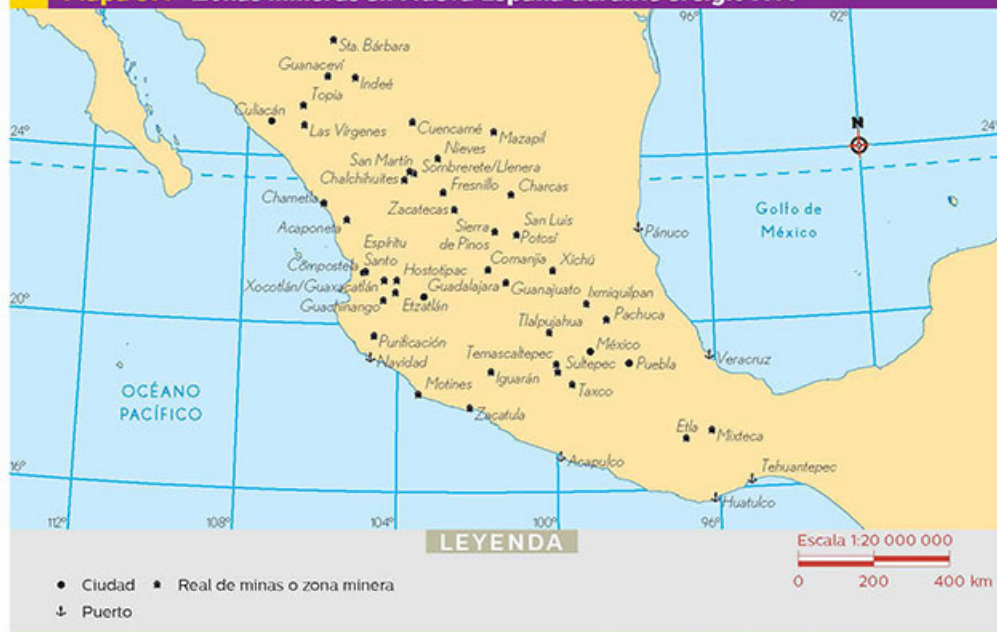 96°
92°
Sta. Bárbara
Guanaceví
Indeé
Topia
Culiacán
Las Vírgenes
Cuencamé
Mazapil
24°
N
24°
Nieves
San Martín
Sombrerete/Llerena
Chalchihuites
Fresnillo
Charcas
Chametla
Zacatecas
Sierra
de Pinos
San Luis
Potosí
Acaponeta
Golfo de
México
Pánuco
Espíritu
Santo
Compostela
Hostotipac
Comanjía
Xichú
Xocotlán/Guaxacatlán
Guadalajara
Guanajuato
Ixmiquilpan
20°
Guachinango
Etzatlán
Tlalpujahua
Pachuca
Purificación
México
Navidad
Temascaltepec
Sultepec
Puebla
Veracruz
Iguarán
Motines
Taxco
OCÉANO
PACÍFICO
Zacatula
Etla
Mixteca
Acapulco
Tehuantepec
16°
Huatulco
112°
108°
104°
100°
96°
LEYENDA
Escala 1:20 000 000
0 200 400 km
Ciudad Real de minas o zona minera
Puerto